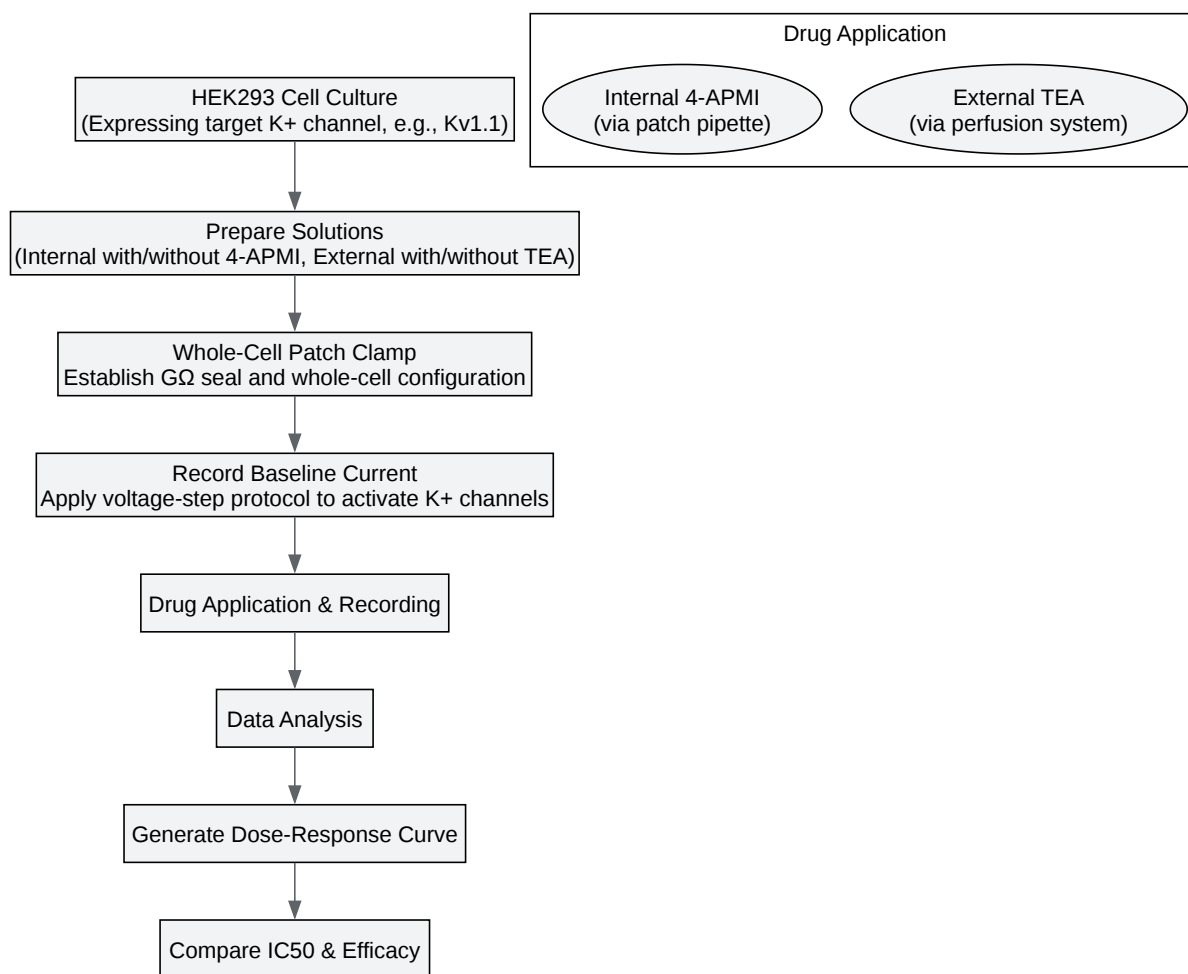 Drug Application
HEK293 Cell Culture
(Expressing target K+ channel, e.g., Kv1.1)
Internal 4-APMI
(via patch pipette)
External TEA
(via perfusion system)
Prepare Solutions
(Internal with/without 4-APMI, External with/without TEA)
Whole-Cell Patch Clamp
Establish GΩ seal and whole-cell configuration
Record Baseline Current
Apply voltage-step protocol to activate K+ channels
Drug Application & Recording
Data Analysis
Generate Dose-Response Curve
Compare IC50 & Efficacy